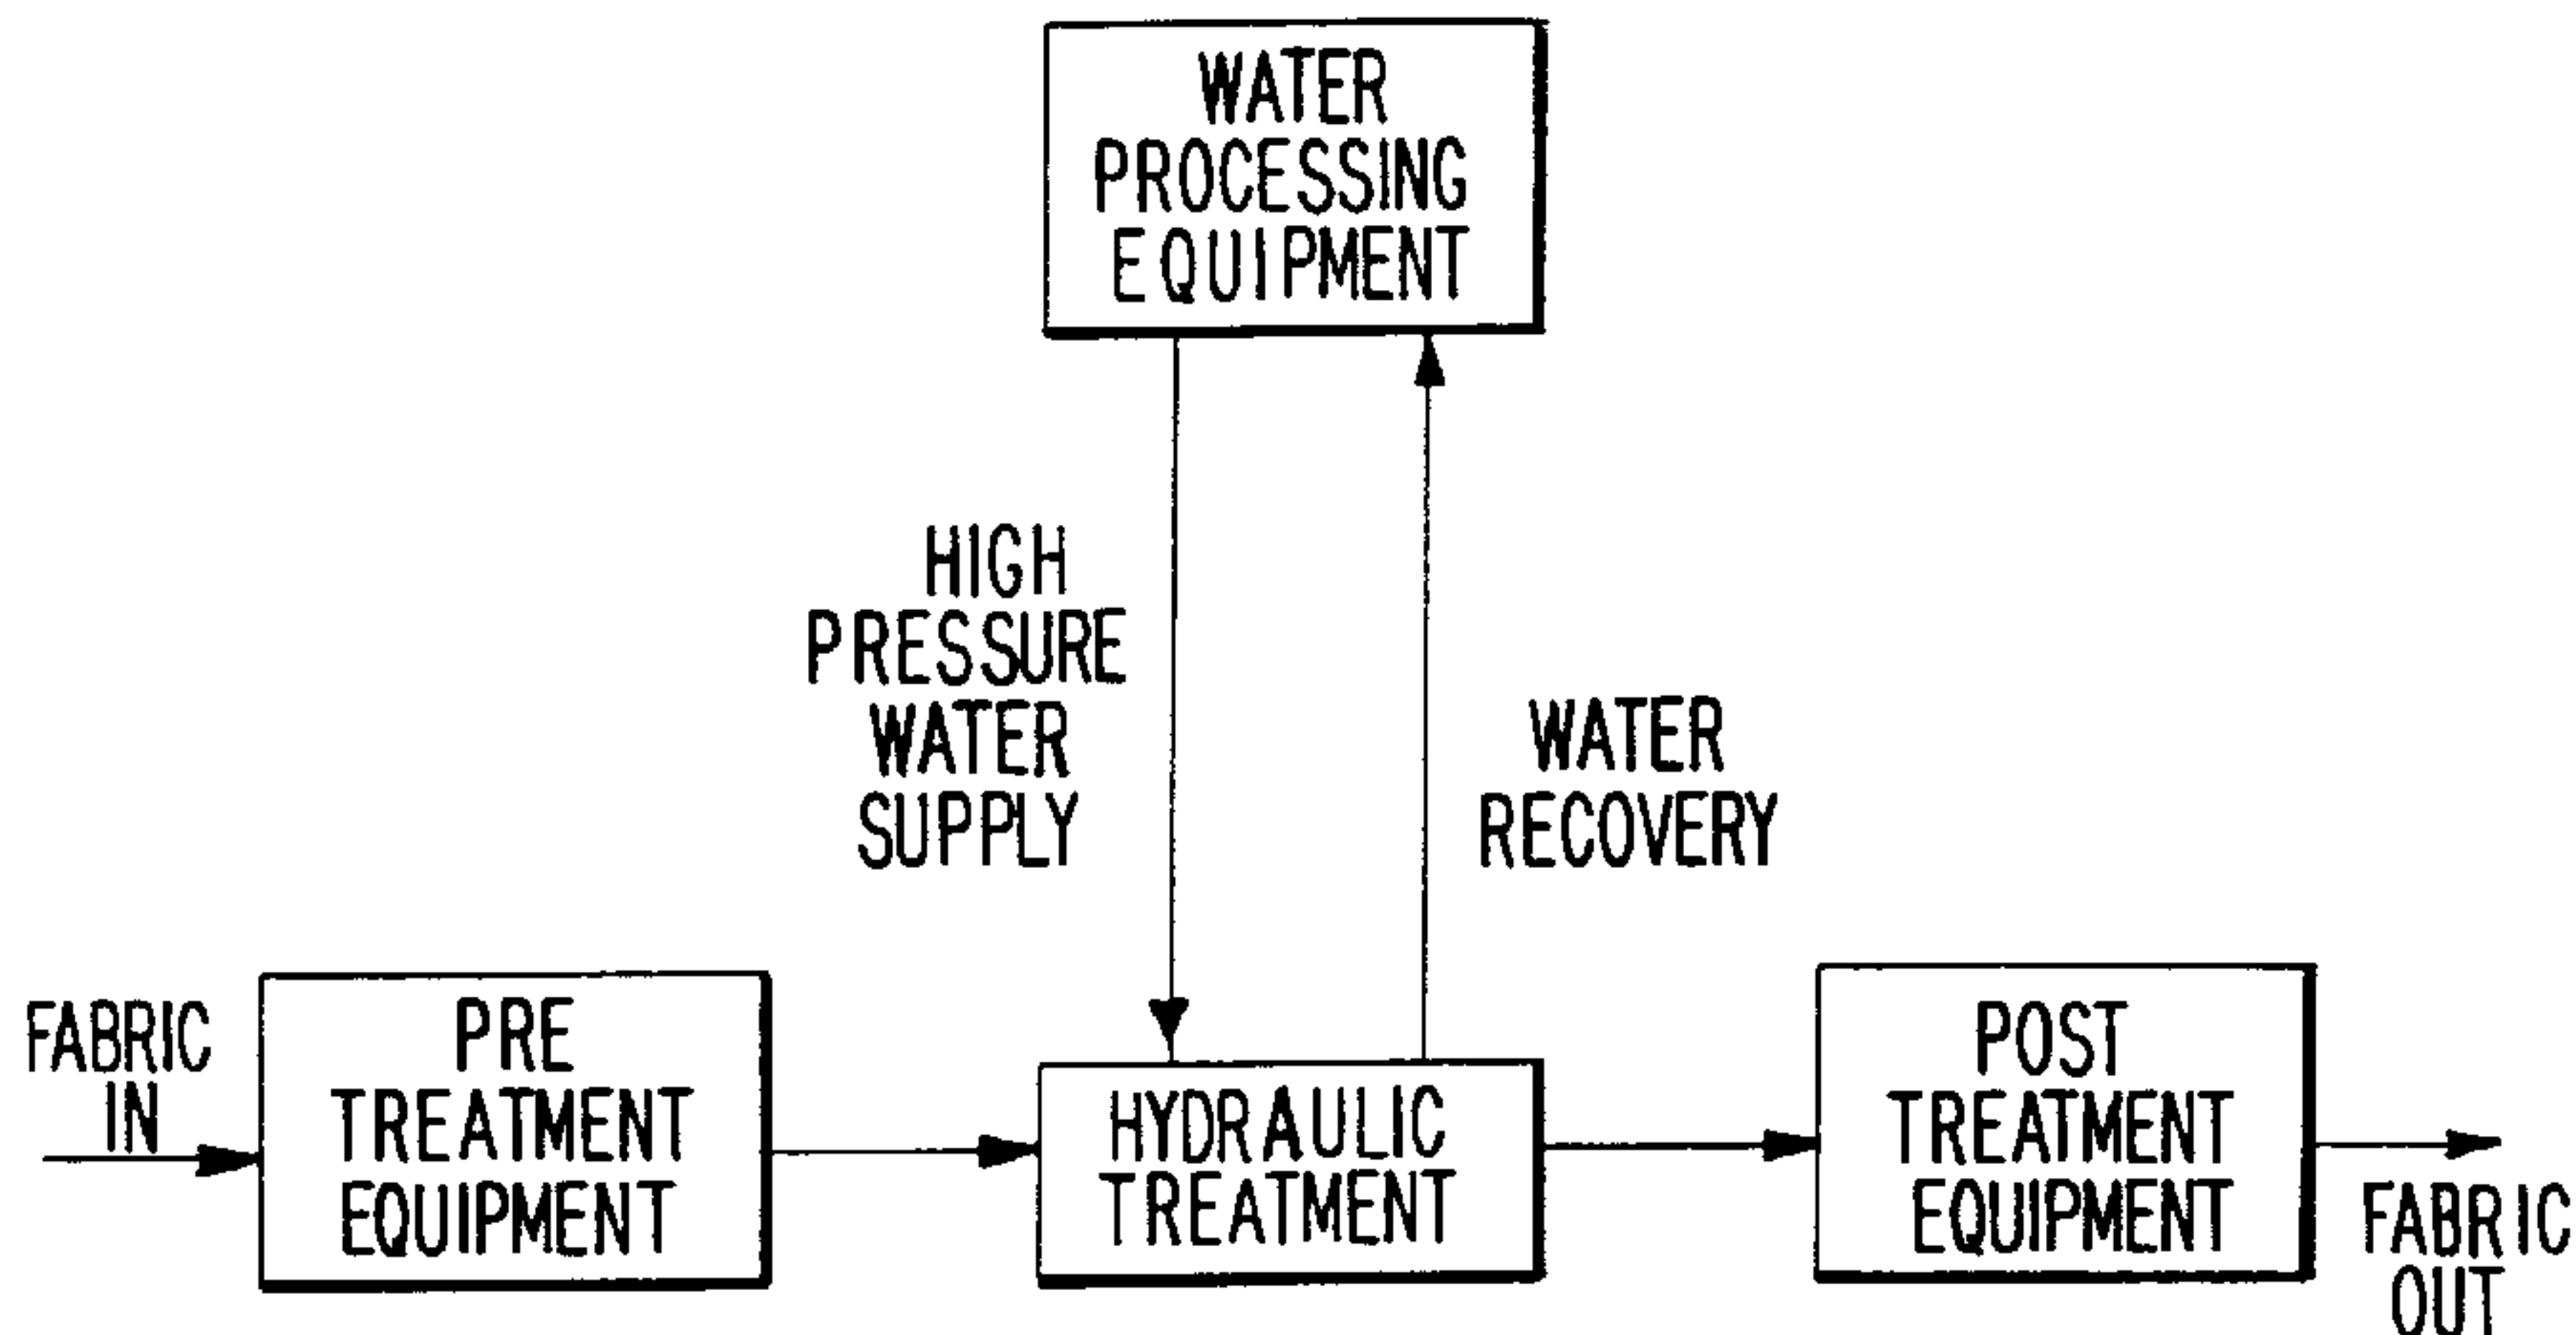 WATER
PROCESSING
EQUIPMENT
HIGH
PRESSURE
WATER
SUPPLY
WATER
RECOVERY
FABRIC
IN
PRE
TREATMENT
EQUIPMENT
HYDRAULIC
TREATMENT
POST
TREATMENT
EQUIPMENT
FABRIC
OUT